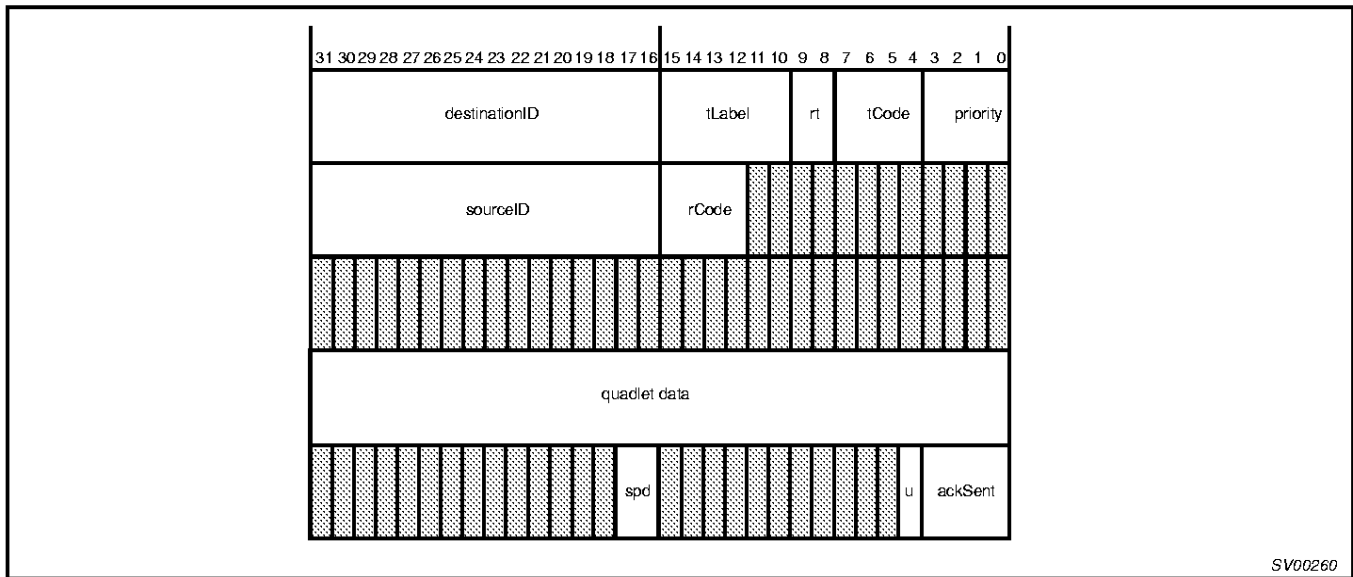 31 30 29 28 27 26 25 24 23 22 21 20 19 18 17 16 15 14 13 12 11 10 9 8 7 6 5 4 3 2 1 0
destinationID tLabel rt tCode priority
sourceID rCode
quadlet data
spd u ackSent
SV00260